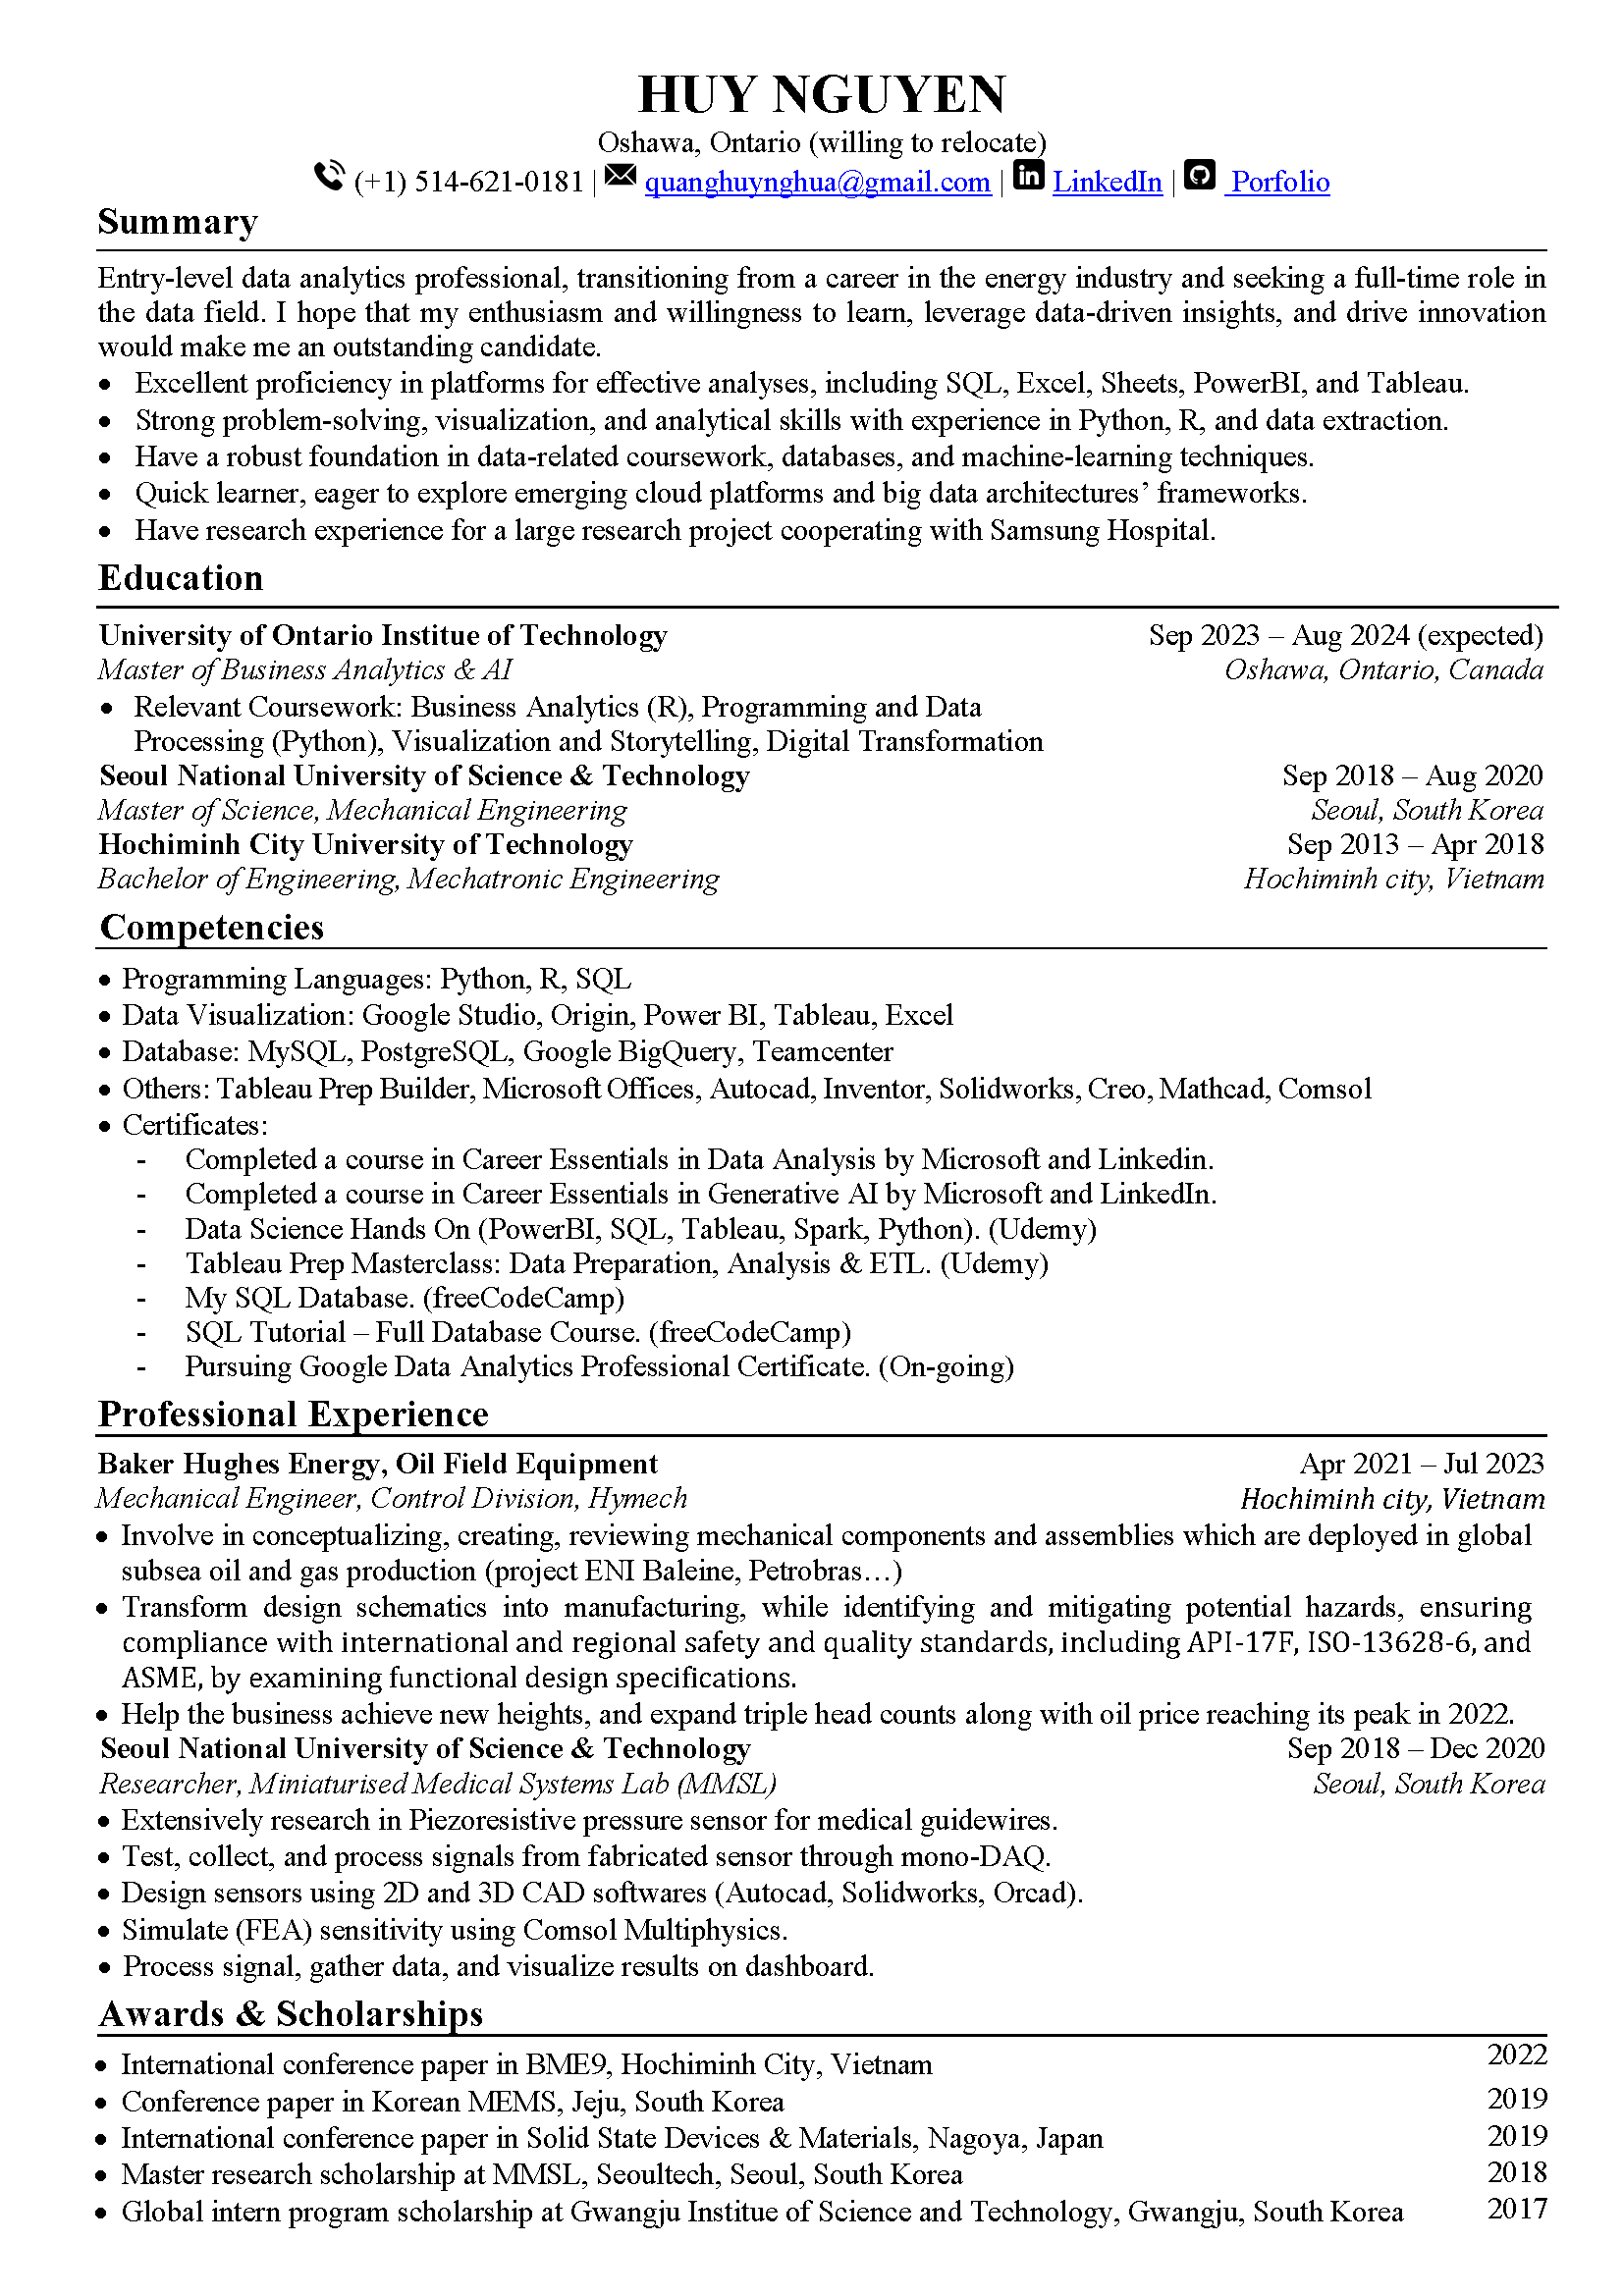 HUY NGUYEN
Oshawa, Ontario (willing to relocate)
(+1) 514-621-0181 | quanghuynghua@gmail.com | LinkedIn | Porfolio
Summary
Entry-level data analytics professional, transitioning from a career in the energy industry and seeking a full-time role in
the data field. I hope that my enthusiasm and willingness to learn, leverage data-driven insights, and drive innovation
would make me an outstanding candidate.
• Excellent proficiency in platforms for effective analyses, including SQL, Excel, Sheets, PowerBI, and Tableau.
• Strong problem-solving, visualization, and analytical skills with experience in Python, R, and data extraction.
• Have a robust foundation in data-related coursework, databases, and machine-learning techniques.
• Quick learner, eager to explore emerging cloud platforms and big data architectures’ frameworks.
• Have research experience for a large research project cooperating with Samsung Hospital.
Education
University of Ontario Institue of Technology Sep 2023 – Aug 2024 (expected)
Master of Business Analytics & AI Oshawa, Ontario, Canada
• Relevant Coursework: Business Analytics (R), Programming and Data
Processing (Python), Visualization and Storytelling, Digital Transformation
Seoul National University of Science & Technology Sep 2018 – Aug 2020
Master of Science, Mechanical Engineering Seoul, South Korea
Hochiminh City University of Technology Sep 2013 – Apr 2018
Bachelor of Engineering, Mechatronic Engineering Hochiminh city, Vietnam
Competencies
• Programming Languages: Python, R, SQL
• Data Visualization: Google Studio, Origin, Power BI, Tableau, Excel
• Database: MySQL, PostgreSQL, Google BigQuery, Teamcenter
• Others: Tableau Prep Builder, Microsoft Offices, Autocad, Inventor, Solidworks, Creo, Mathcad, Comsol
• Certificates:
- Completed a course in Career Essentials in Data Analysis by Microsoft and Linkedin.
- Completed a course in Career Essentials in Generative AI by Microsoft and LinkedIn.
- Data Science Hands On (PowerBI, SQL, Tableau, Spark, Python). (Udemy)
- Tableau Prep Masterclass: Data Preparation, Analysis & ETL. (Udemy)
- My SQL Database. (freeCodeCamp)
- SQL Tutorial – Full Database Course. (freeCodeCamp)
- Pursuing Google Data Analytics Professional Certificate. (On-going)
Professional Experience
Baker Hughes Energy, Oil Field Equipment Apr 2021 – Jul 2023
Mechanical Engineer, Control Division, Hymech Hochiminh city, Vietnam
• Involve in conceptualizing, creating, reviewing mechanical components and assemblies which are deployed in global
subsea oil and gas production (project ENI Baleine, Petrobras…)
• Transform design schematics into manufacturing, while identifying and mitigating potential hazards, ensuring
compliance with international and regional safety and quality standards, including API-17F, ISO-13628-6, and
ASME, by examining functional design specifications.
• Help the business achieve new heights, and expand triple head counts along with oil price reaching its peak in 2022.
Seoul National University of Science & Technology Sep 2018 – Dec 2020
Researcher, Miniaturised Medical Systems Lab (MMSL) Seoul, South Korea
• Extensively research in Piezoresistive pressure sensor for medical guidewires.
• Test, collect, and process signals from fabricated sensor through mono-DAQ.
• Design sensors using 2D and 3D CAD softwares (Autocad, Solidworks, Orcad).
• Simulate (FEA) sensitivity using Comsol Multiphysics.
• Process signal, gather data, and visualize results on dashboard.
Awards & Scholarships
• International conference paper in BME9, Hochiminh City, Vietnam 2022
• Conference paper in Korean MEMS, Jeju, South Korea 2019
• International conference paper in Solid State Devices & Materials, Nagoya, Japan 2019
• Master research scholarship at MMSL, Seoultech, Seoul, South Korea 2018
• Global intern program scholarship at Gwangju Institue of Science and Technology, Gwangju, South Korea 2017